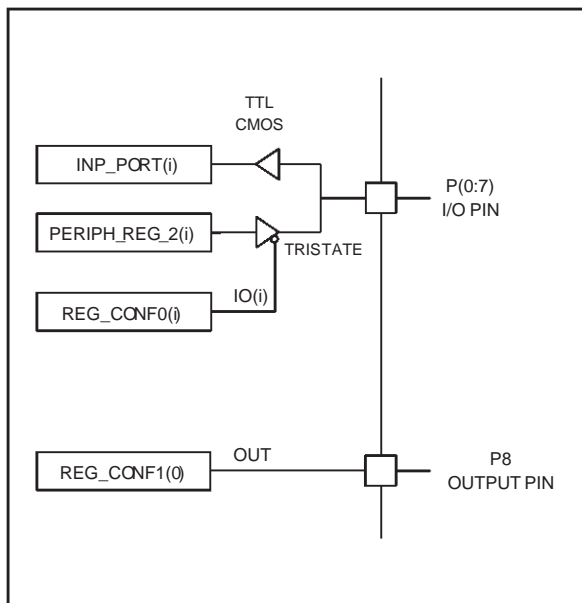 TTL
CMOS
INP_PORT(i)
P(0:7)
I/O PIN
PERIPH_REG_2(i)
TRISTATE
IO(i)
REG_CONF0(i)
OUT
REG_CONF1(0)
P8
OUTPUT PIN